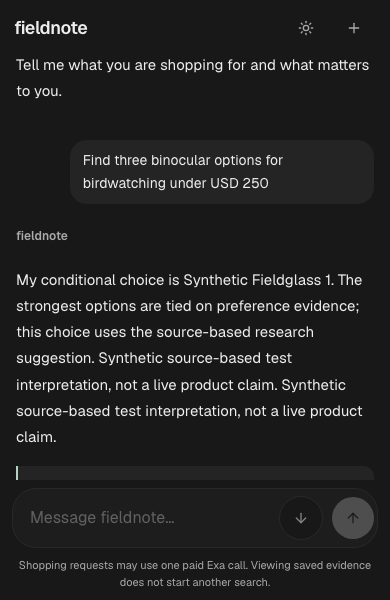 fieldnote
Tell me what you are shopping for and what matters
to you.
Find three binocular options for
birdwatching under USD 250
fieldnote
My conditional choice is Synthetic Fieldglass 1. The
strongest options are tied on preference evidence;
this choice uses the source-based research
suggestion. Synthetic source-based test
interpretation, not a live product claim. Synthetic
source-based test interpretation, not a live product
claim.
Message fieldnote...
Shopping requests may use one paid Exa call. Viewing saved evidence
does not start another search.